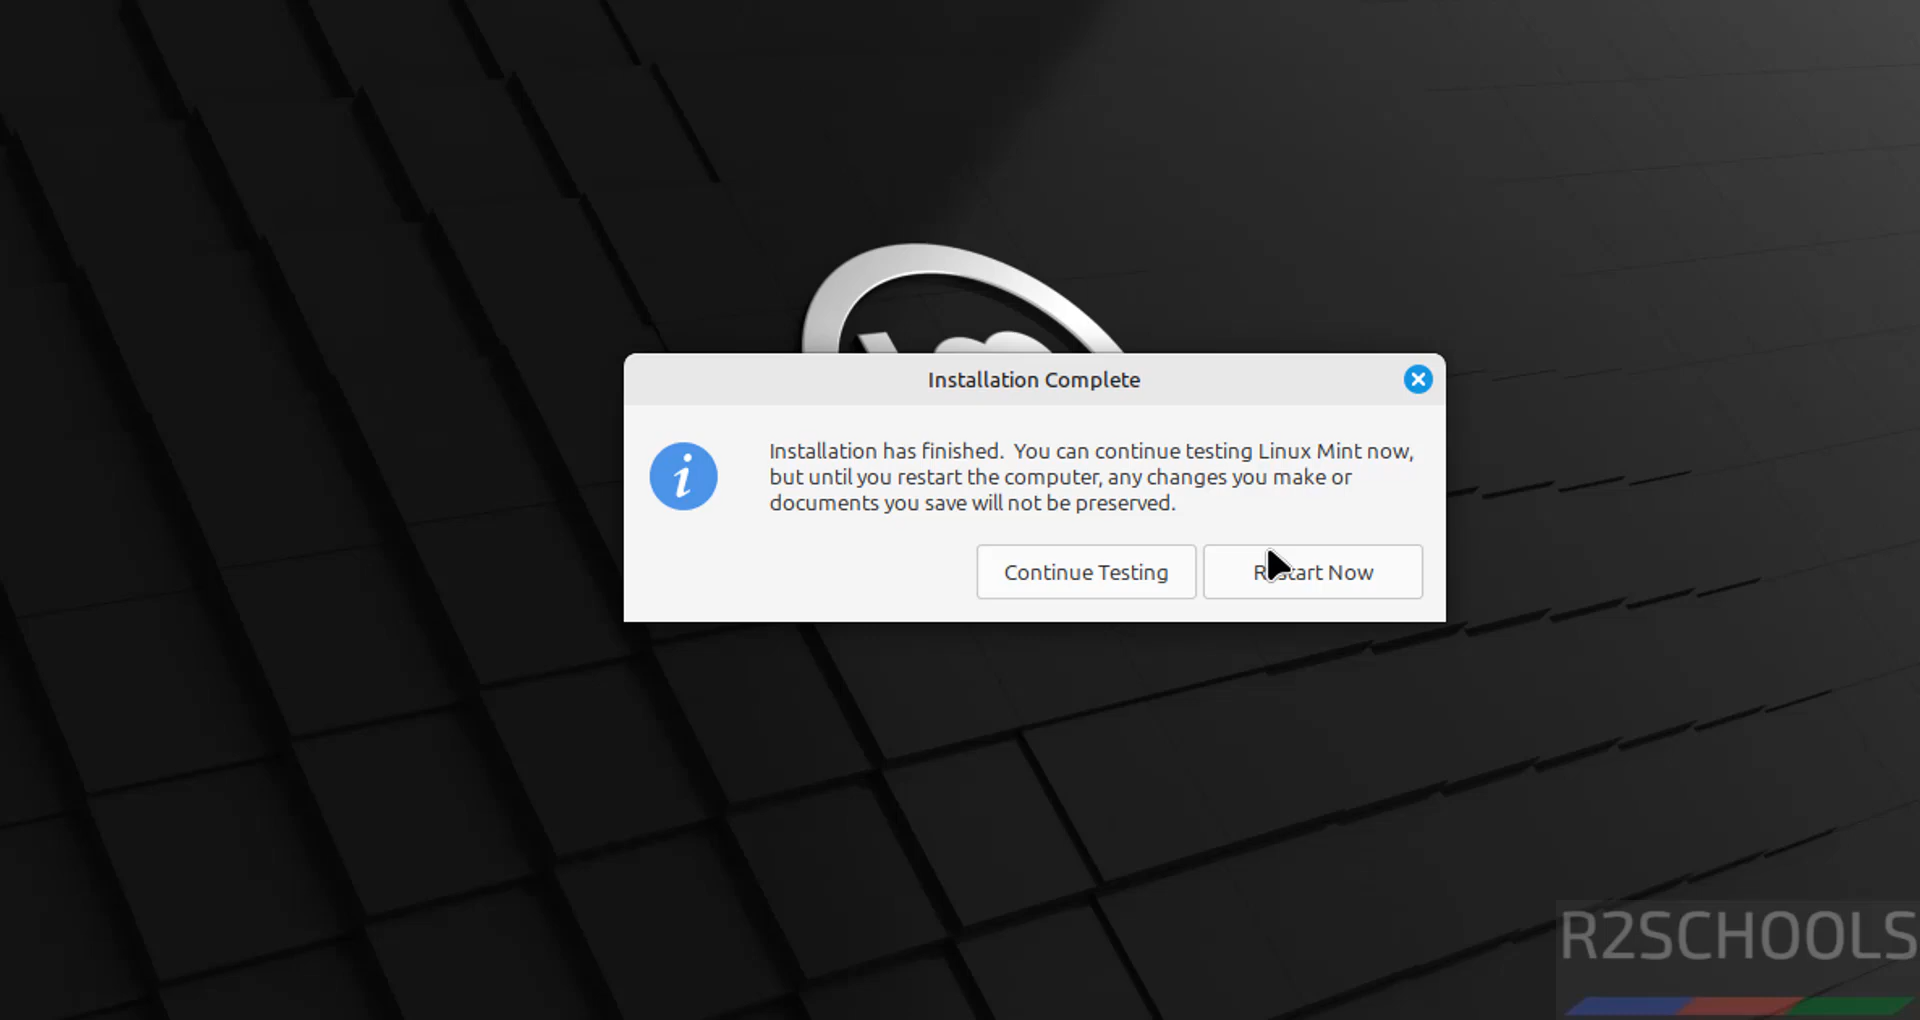 Installation Complete
Installation has finished.  You can continue testing Linux Mint now,
but until you restart the computer, any changes you make or
documents you save will not be preserved.
Continue Testing
Restart Now
R2SCHOOLS